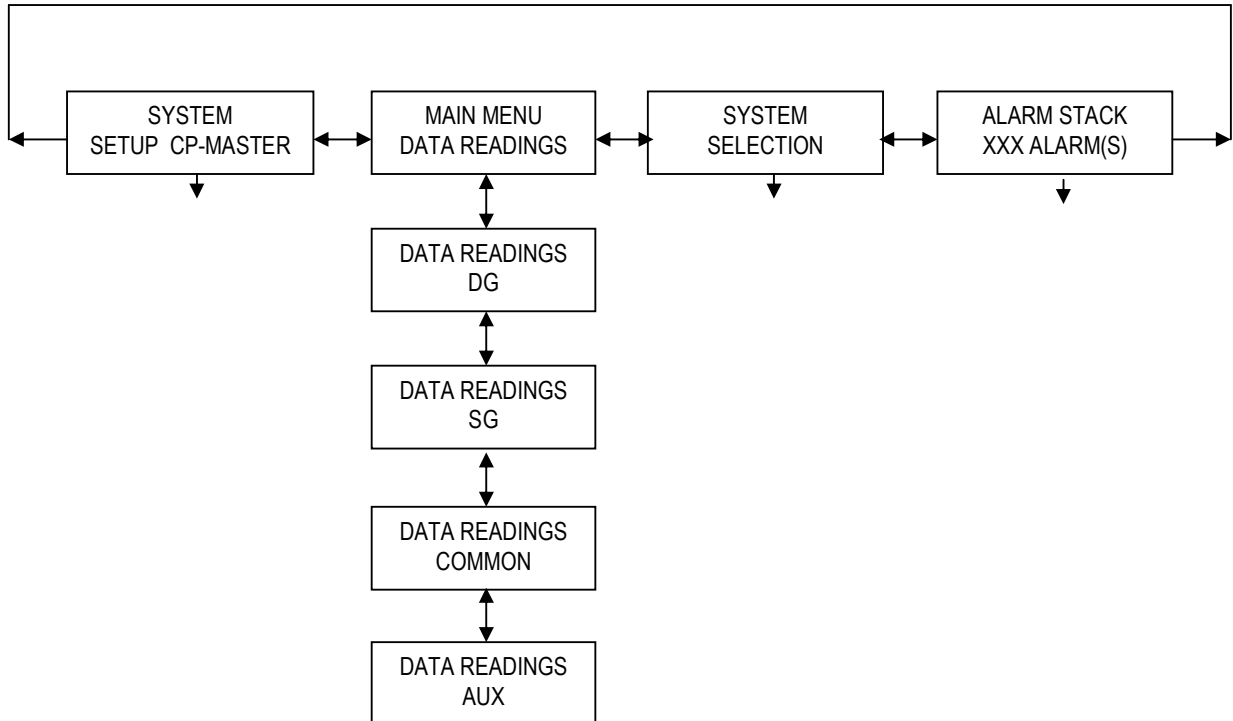 SYSTEM
SETUP CP-MASTER
MAIN MENU
DATA READINGS
SYSTEM
SELECTION
ALARM STACK
XXX ALARM(S)
DATA READINGS
DG
DATA READINGS
SG
DATA READINGS
COMMON
DATA READINGS
AUX